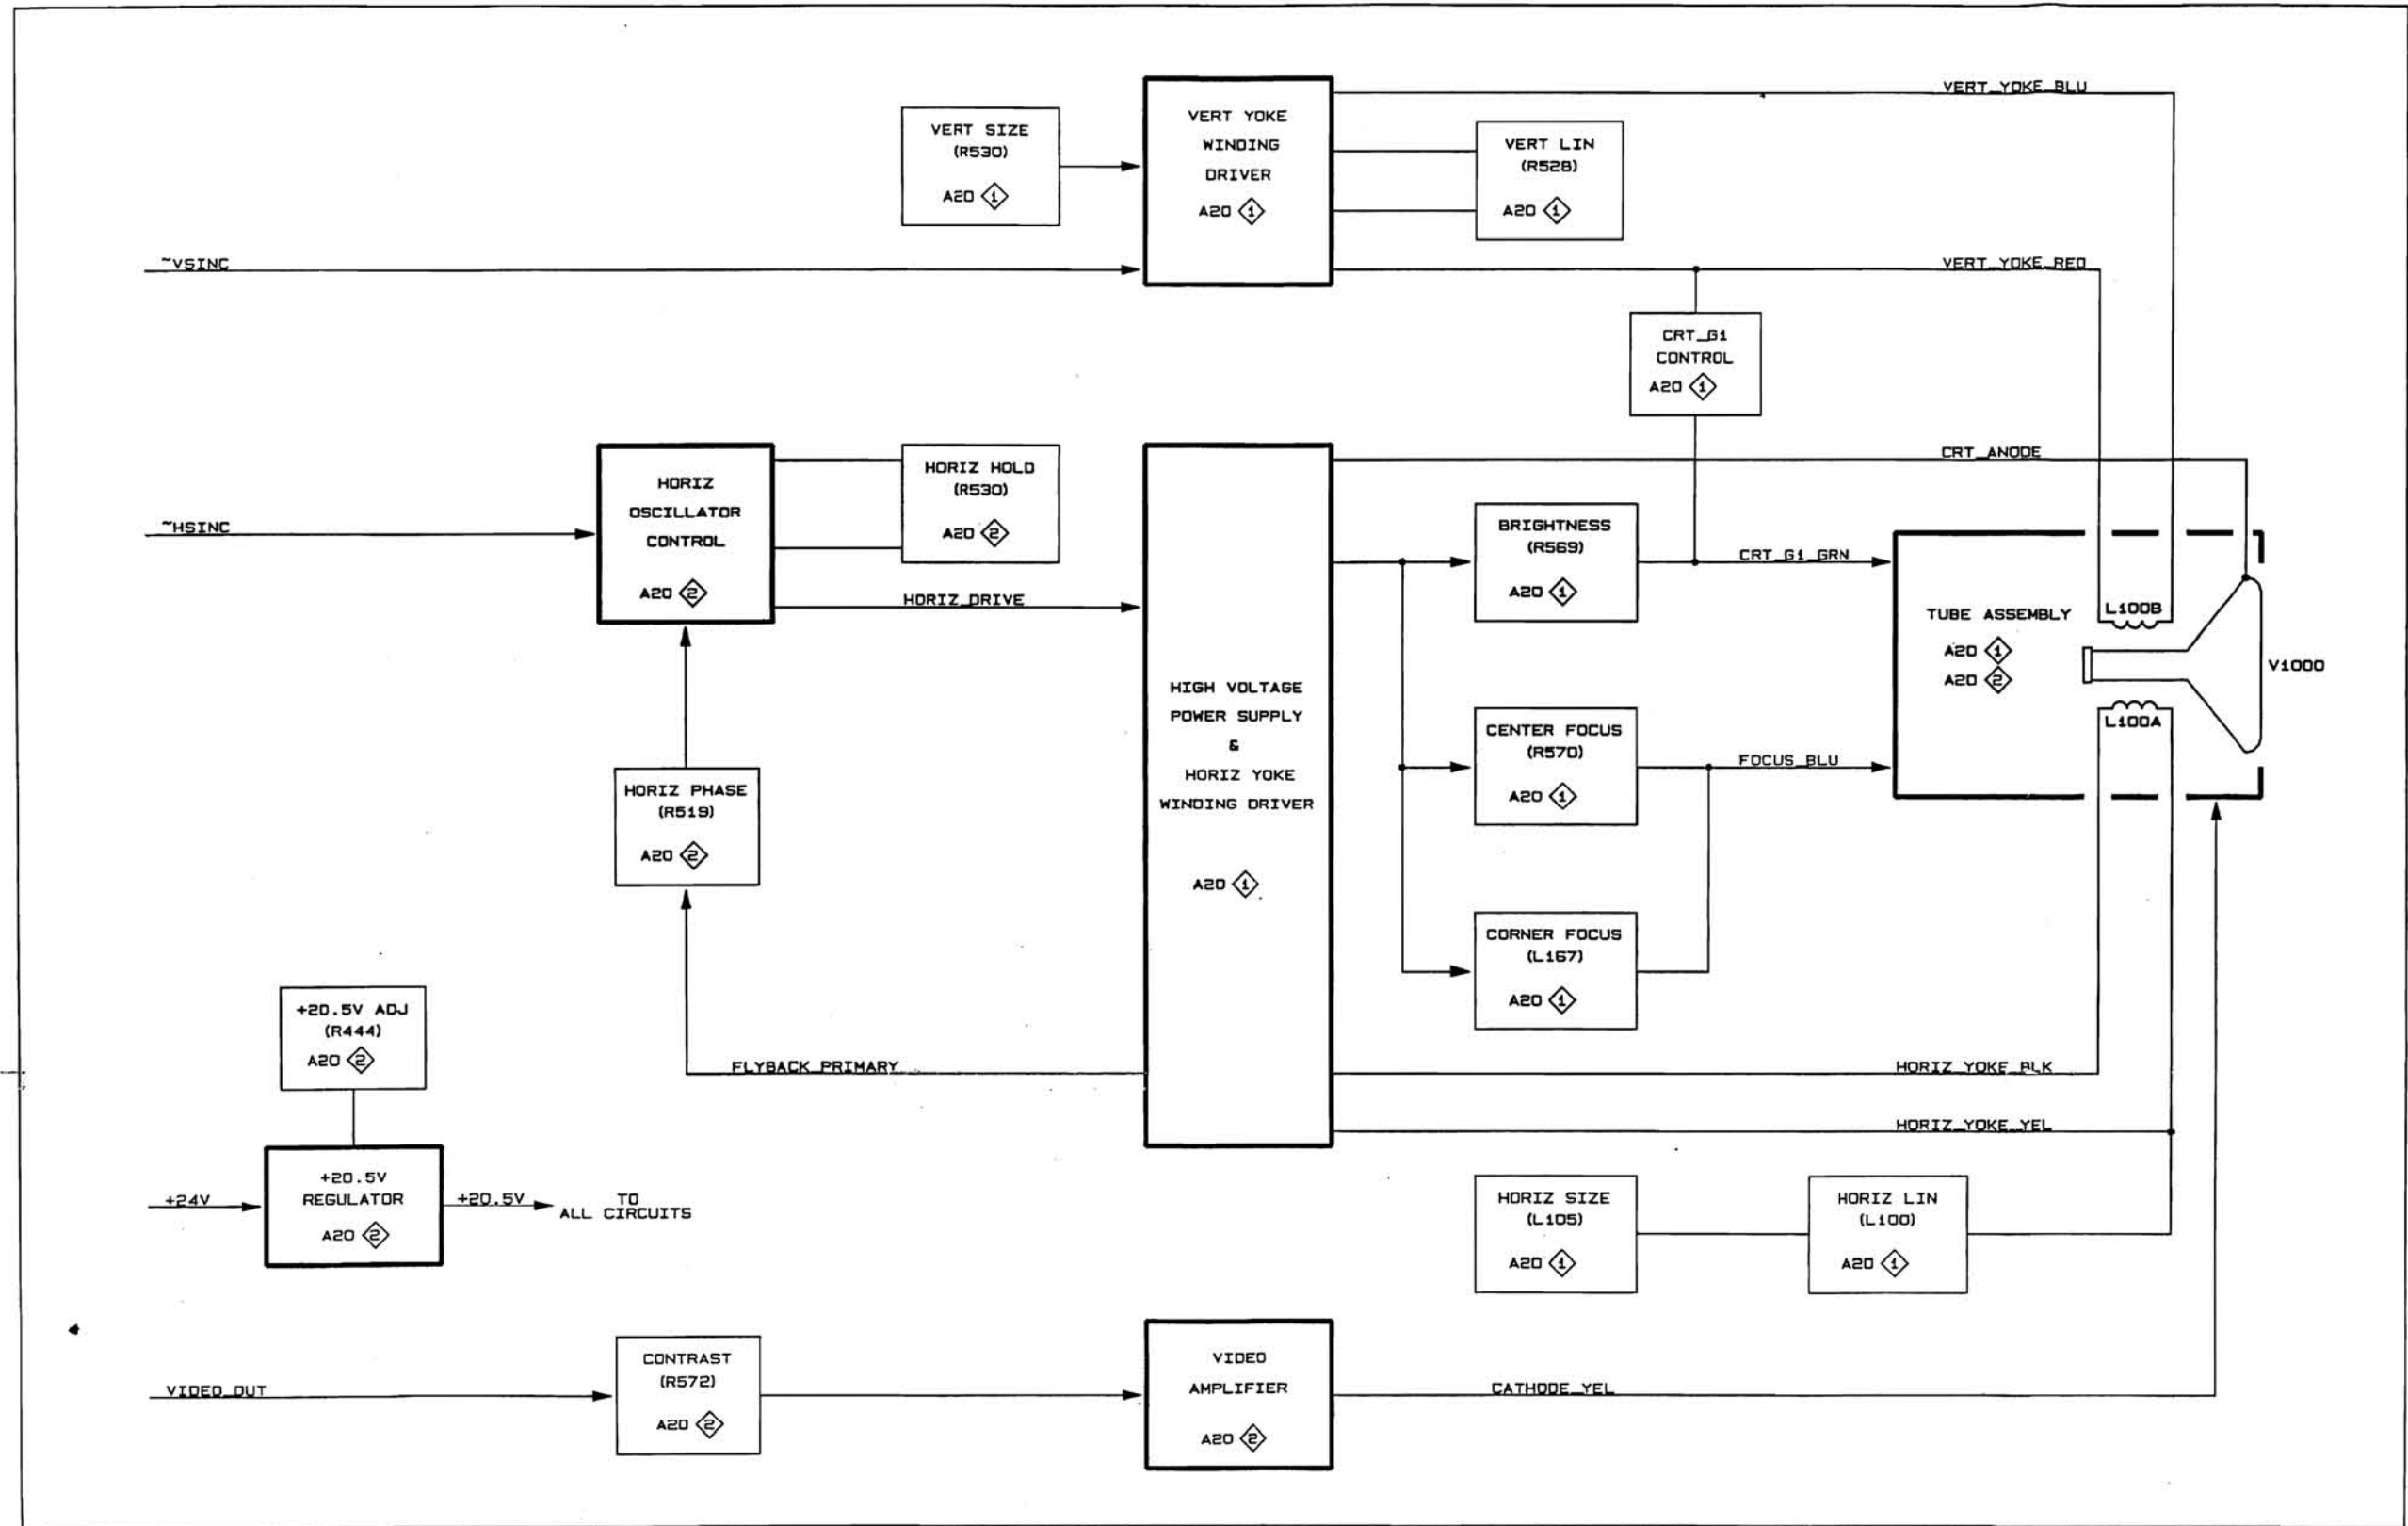 VERT_YOKE_BLU
VERT SIZE
(R530)
A20 1
VERT YOKE
WINDING
DRIVER
A20 1
VERT LIN
(R528)
A20 1
~VSINC
VERT_YOKE_RED
CRT_G1
CONTROL
A20 1
CRT_ANODE
HORIZ
OSCILLATOR
CONTROL
A20 2
HORIZ HOLD
(R530)
A20 2
~HSINC
HORIZ_DRIVE
BRIGHTNESS
(R569)
A20 1
CRT_G1_GRN
TUBE ASSEMBLY
A20 1
A20 2
L100B
L100A
V1000
HIGH VOLTAGE
POWER SUPPLY
&
HORIZ YOKE
WINDING DRIVER
A20 1
CENTER FOCUS
(R570)
A20 1
FOCUS_BLU
HORIZ PHASE
(R519)
A20 2
CORNER FOCUS
(L167)
A20 1
+20.5V ADJ
(R444)
A20 2
FLYBACK_PRIMARY
HORIZ_YOKE_BLK
HORIZ_YOKE_YEL
+24V
+20.5V
REGULATOR
A20 2
+20.5V
TO
ALL CIRCUITS
HORIZ SIZE
(L105)
A20 1
HORIZ LIN
(L100)
A20 1
VIDEO_OUT
CONTRAST
(R572)
A20 2
VIDEO
AMPLIFIER
A20 2
CATHODE_YEL